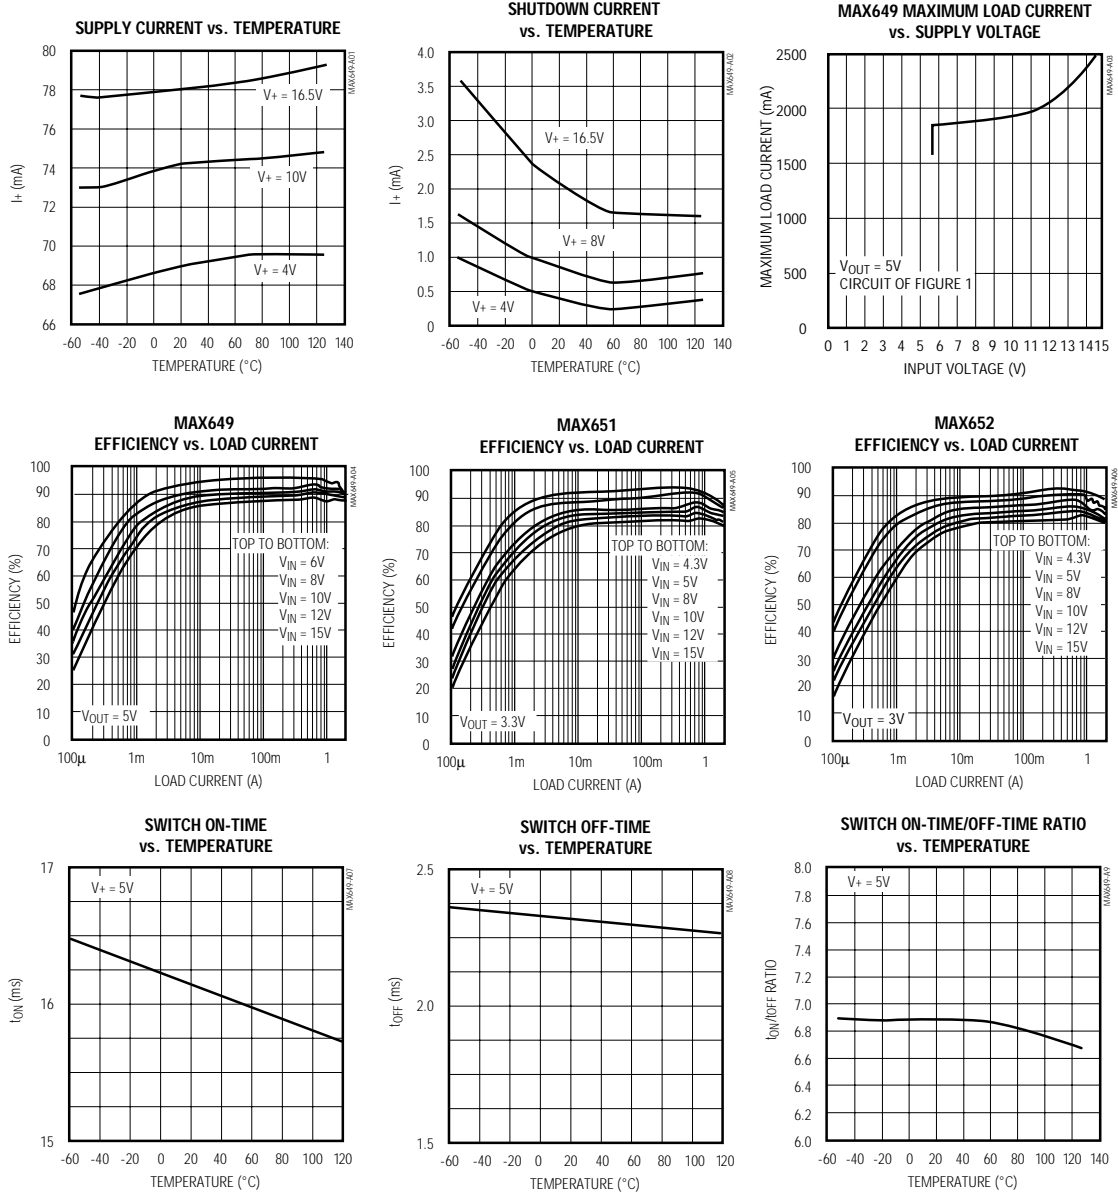 SUPPLY CURRENT vs. TEMPERATURE
80
78
76
74
72
70
68
66
I+ (mA)
V+ = 16.5V
V+ = 10V
V+ = 4V
MAX649-A01
-60 -40 -20 0 20 40 60 80 100 120 140
TEMPERATURE (°C)
SHUTDOWN CURRENT
vs. TEMPERATURE
4.0
3.5
3.0
2.5
2.0
1.5
1.0
0.5
0
I+ (mA)
V+ = 16.5V
V+ = 8V
V+ = 4V
MAX649-A02
-60 -40 -20 0 20 40 60 80 100 120 140
TEMPERATURE (°C)
MAX649 MAXIMUM LOAD CURRENT
vs. SUPPLY VOLTAGE
2500
2000
1500
1000
500
0
MAXIMUM LOAD CURRENT (mA)
VOUT = 5V
CIRCUIT OF FIGURE 1
MAX649-A03
0 1 2 3 4 5 6 7 8 9 10 11 12 13 14 15
INPUT VOLTAGE (V)
MAX649
EFFICIENCY vs. LOAD CURRENT
100
90
80
70
60
50
40
30
20
10
0
EFFICIENCY (%)
TOP TO BOTTOM:
VIN = 6V
VIN = 8V
VIN = 10V
VIN = 12V
VIN = 15V
VOUT = 5V
MAX649-A04
100µ 1m 10m 100m 1
LOAD CURRENT (A)
MAX651
EFFICIENCY vs. LOAD CURRENT
100
90
80
70
60
50
40
30
20
10
0
EFFICIENCY (%)
TOP TO BOTTOM:
VIN = 4.3V
VIN = 5V
VIN = 8V
VIN = 10V
VIN = 12V
VIN = 15V
VOUT = 3.3V
MAX649-A05
100µ 1m 10m 100m 1
LOAD CURRENT (A)
MAX652
EFFICIENCY vs. LOAD CURRENT
100
90
80
70
60
50
40
30
20
10
0
EFFICIENCY (%)
TOP TO BOTTOM:
VIN = 4.3V
VIN = 5V
VIN = 8V
VIN = 10V
VIN = 12V
VIN = 15V
VOUT = 3V
MAX649-A06
100µ 1m 10m 100m 1
LOAD CURRENT (A)
SWITCH ON-TIME
vs. TEMPERATURE
17
16
15
tON (ms)
V+ = 5V
MAX649-A07
-60 -40 -20 0 20 40 60 80 100 120
TEMPERATURE (°C)
SWITCH OFF-TIME
vs. TEMPERATURE
2.5
2.0
1.5
tOFF (ms)
V+ = 5V
MAX649-A08
-60 -40 -20 0 20 40 60 80 100 120
TEMPERATURE (°C)
SWITCH ON-TIME/OFF-TIME RATIO
vs. TEMPERATURE
8.0
7.8
7.6
7.4
7.2
7.0
6.8
6.6
6.4
6.2
6.0
tON/tOFF RATIO
V+ = 5V
MAX649-A9
-60 -40 -20 0 20 40 60 80 100 120 140
TEMPERATURE (°C)